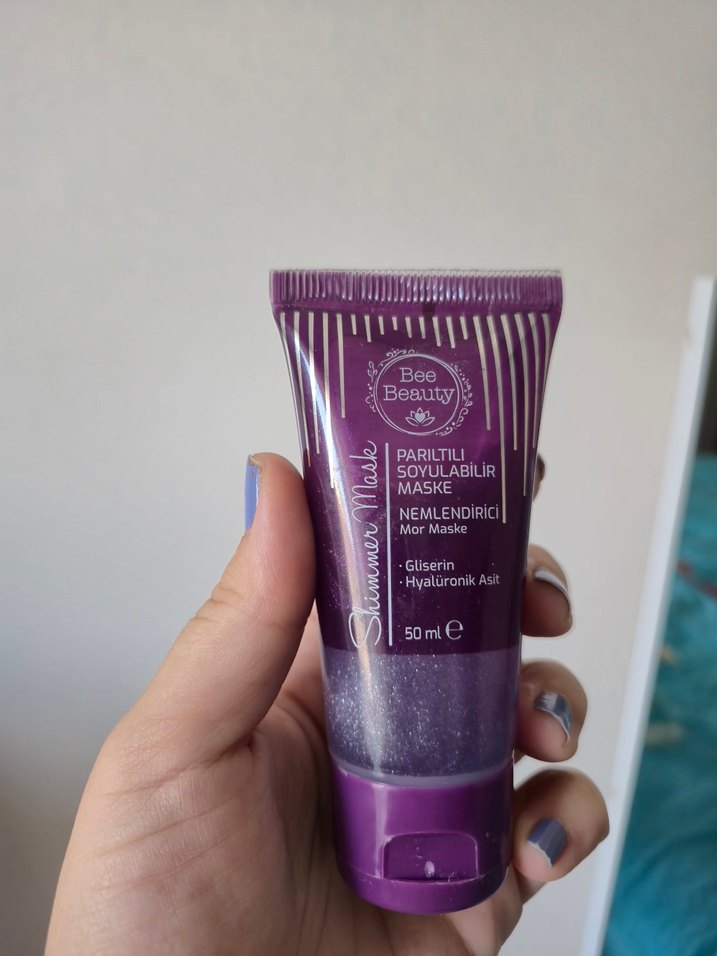 Bee
Beauty
Shimmer Mask
PARILTILI
SOYULABİLİR
MASKE
NEMLENDİRİCİ
Mor Maske
· Gliserin
· Hyalüronik Asit
50 ml ℮